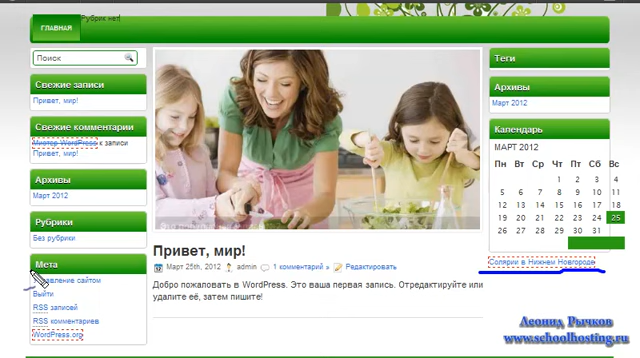 ГЛАВНАЯ
Рубрик нет
Поиск
Свежие записи
Привет, мир!
Свежие комментарии
Мистер WordPress к записи
Привет, мир!
Архивы
Март 2012
Рубрики
Без рубрики
Мета
Выйти
RSS записей
RSS комментариев
WordPress.org
Привет, мир!
Март 25th, 2012 admin 1 комментарий » Редактировать
Добро пожаловать в WordPress. Это ваша первая запись. Отредактируйте или
удалите её, затем пишите!
Теги
Архивы
Март 2012
Календарь
МАРТ 2012
Пн Вт Ср Чт Пт Сб Вс
1 2 3 4
5 6 7 8 9 10 11
12 13 14 15 16 17 18
19 20 21 22 23 24 25
26 27 28 29 30 31
Солярии в Нижнем Новгороде
Леонид Рычков
www.schoolhosting.ru